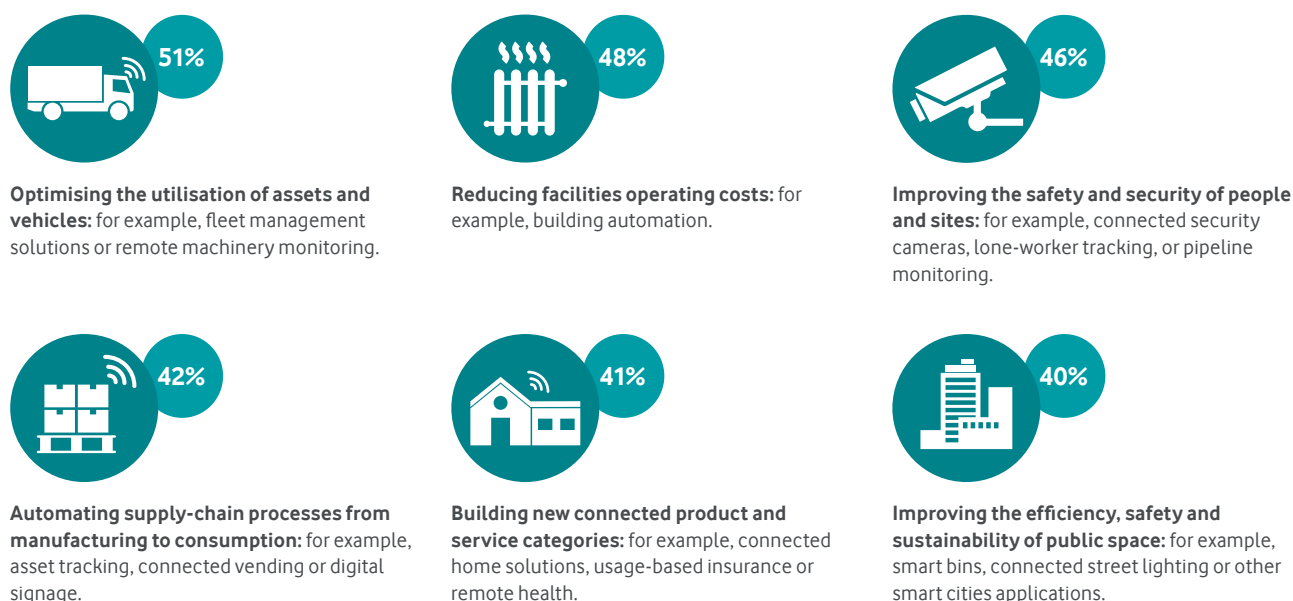 51%
Optimising the utilisation of assets and
vehicles: for example, fleet management
solutions or remote machinery monitoring.
48%
Reducing facilities operating costs: for
example, building automation.
46%
Improving the safety and security of people
and sites: for example, connected security
cameras, lone-worker tracking, or pipeline
monitoring.
42%
Automating supply-chain processes from
manufacturing to consumption: for example,
asset tracking, connected vending or digital
signage.
41%
Building new connected product and
service categories: for example, connected
home solutions, usage-based insurance or
remote health.
40%
Improving the efficiency, safety and
sustainability of public space: for example,
smart bins, connected street lighting or other
smart cities applications.